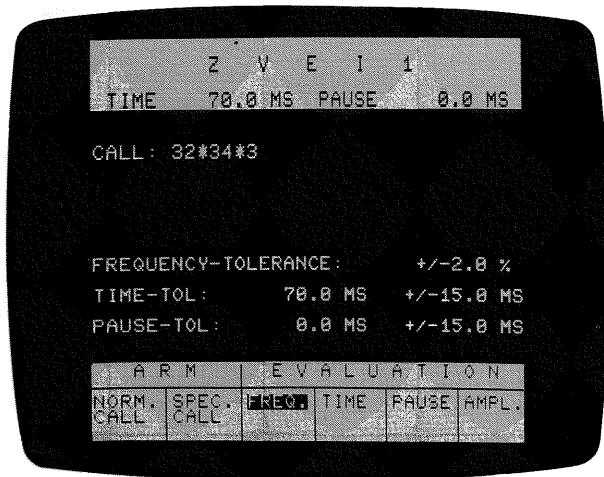 Z V E I 1
TIME 70.0 MS PAUSE 0.0 MS
CALL: 32*34*3
FREQUENCY-TOLERANCE: +/-2.0 %
TIME-TOL: 70.0 MS +/-15.0 MS
PAUSE-TOL: 0.0 MS +/-15.0 MS
A R M E V A L U A T I O N
NORM. SPEC. FREQ. TIME PAUSE AMPL.
CALL CALL